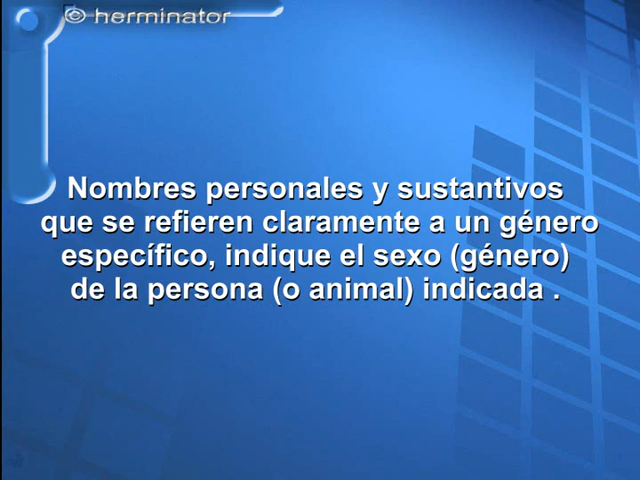 © herminator
Nombres personales y sustantivos
que se refieren claramente a un género
específico, indique el sexo (género)
de la persona (o animal) indicada .